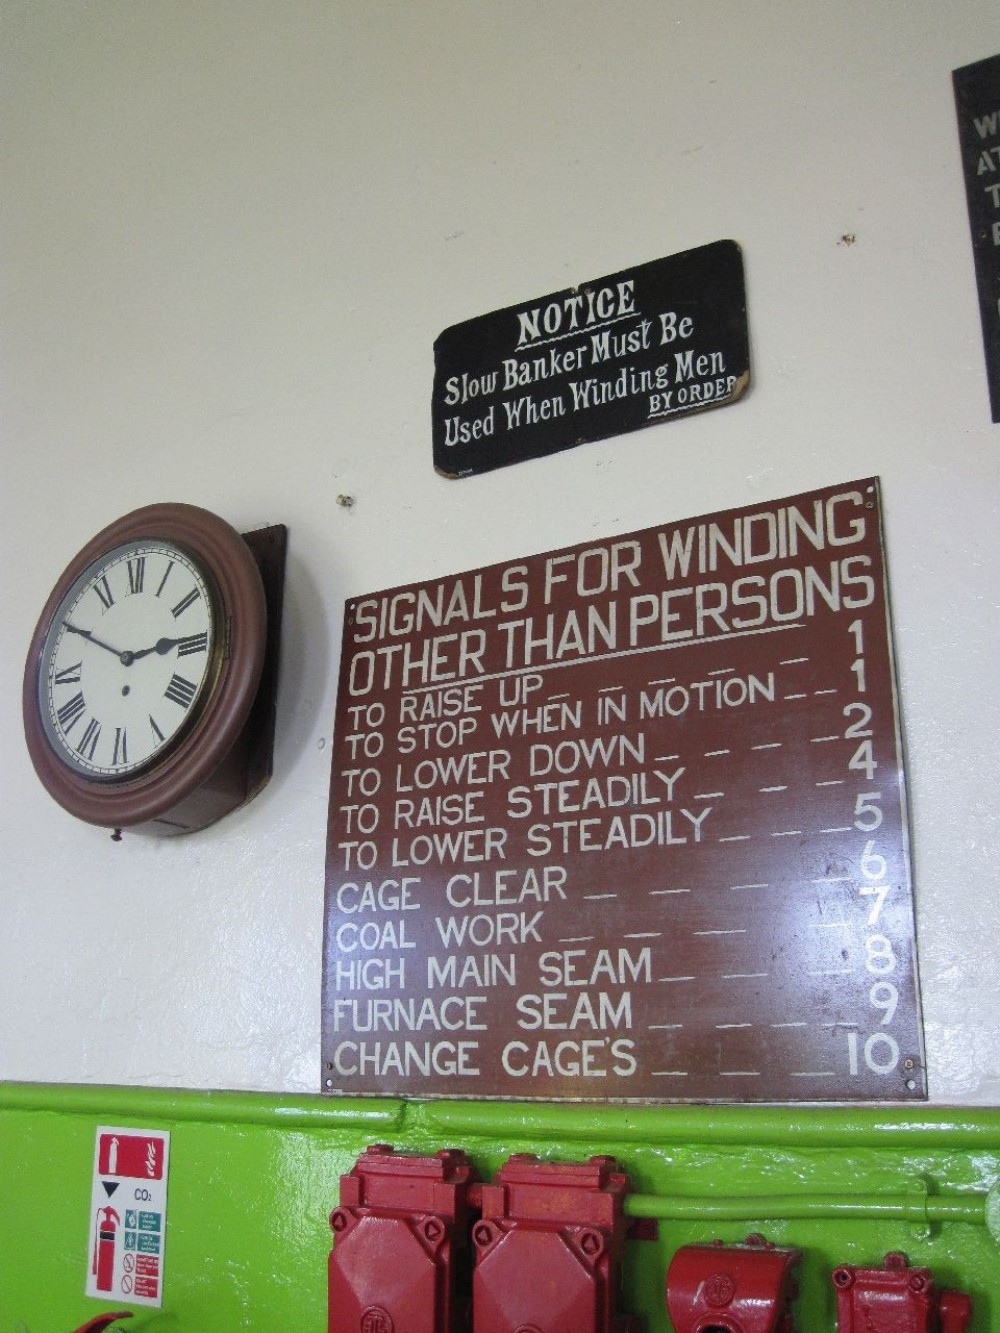 NOTICE
Slow Banker Must Be
Used When Winding Men
BY ORDER
SIGNALS FOR WINDING
OTHER THAN PERSONS
TO RAISE UP 1
TO STOP WHEN IN MOTION 1
TO LOWER DOWN 2
TO RAISE STEADILY 4
TO LOWER STEADILY 5
CAGE CLEAR 6
COAL WORK 7
HIGH MAIN SEAM 8
FURNACE SEAM 9
CHANGE CAGE'S 10
CO2